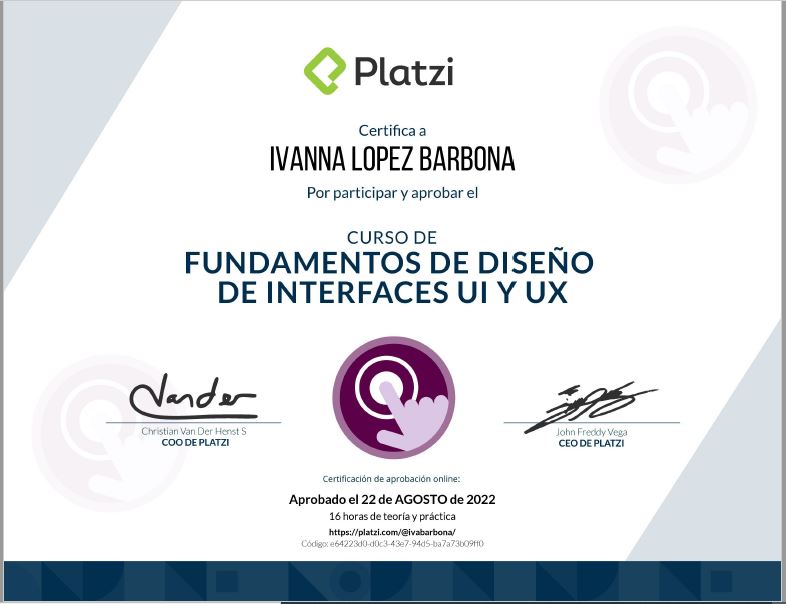 Platzi
Certifica a
IVANNA LOPEZ BARBONA
Por participar y aprobar el
CURSO DE
FUNDAMENTOS DE DISEÑO
DE INTERFACES UI Y UX
Vander
Christian Van Der Henst S
COO DE PLATZI
John Freddy Vega
CEO DE PLATZI
Certificación de aprobación online:
Aprobado el 22 de AGOSTO de 2022
16 horas de teoría y práctica
https://platzi.com/@ivabarbona/
Código: e64223d0-d0c3-43e7-94d5-ba7a73b09ff0